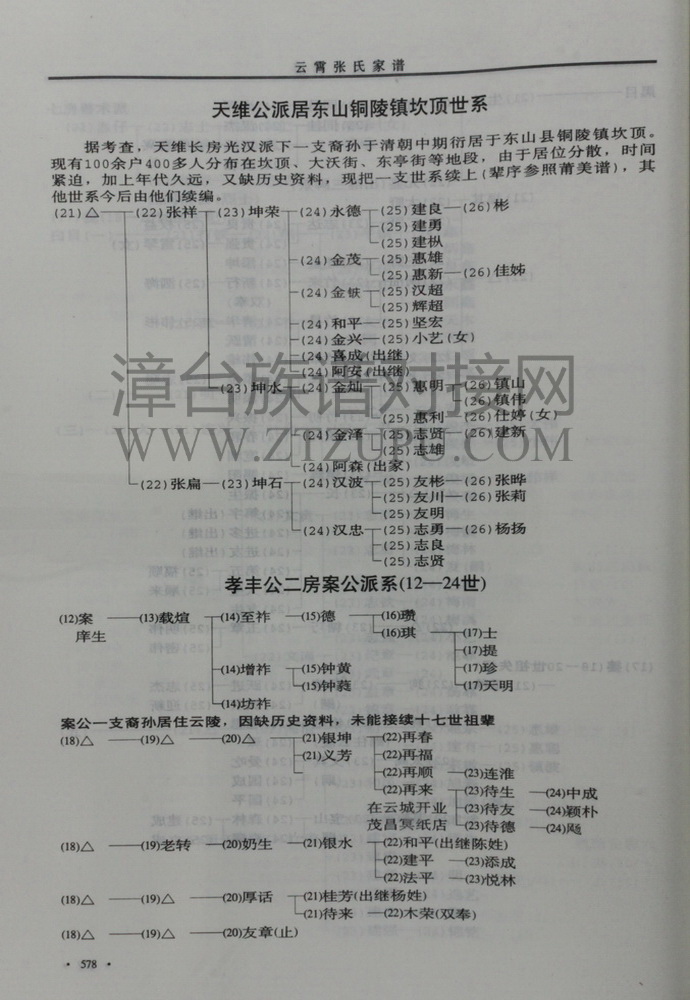 云霄张氏家谱
天维公派居东山铜陵镇坎顶世系
据考查，天维长房光汉派下一支裔孙于清朝中期衍居于东山县铜陵镇坎顶。
现有100余户400多人分布在坎顶、大沃街、东亭街等地段，由于居位分散，时间
紧迫，加上年代久远，又缺历史资料，现把一支世系续上(辈序参照莆美谱)，其
他世系今后由他们续编。
(21)△ (22)张祥 (23)坤荣 (24)永德 (25)建良 (26)彬
(25)建勇
(25)建枞
(24)金茂 (25)惠雄
(25)惠新 (26)佳姊
(24)金 (25)汉超
(25)辉超
(24)和平 (25)坚宏
(24)金兴 (25)小艺(女)
(24)喜成(出继)
(24)阿安(出继)
(23)坤水 (24)金灿 (25)惠明 (26)镇山
(26)镇伟
(25)惠利 (26)仕婷(女)
(24)金泽 (25)志贤 (26)建新
(25)志雄
(24)阿森(出家)
(22)张扁 (23)坤石 (24)汉波 (25)友彬 (26)张晔
(25)友川 (26)张莉
(25)友明
(24)汉忠 (25)志勇 (26)杨扬
(25)志良
(25)志贤
漳台族谱对接网
WWW.ZTZUPU.COM
孝丰公二房案公派系(12—24世)
(12)案 (13)载煊 (14)至祚 (15)德 (16)瓒
庠生 (16)琪 (17)士
(17)提
(14)增祚 (15)钟黄 (17)珍
(15)钟蕤 (17)天明
(14)坊祚
案公一支裔孙居住云陵，因缺历史资料，未能接续十七世祖辈
(18)△ (19)△ (20)△ (21)银坤 (22)再春
(21)义芳 (22)再福
(22)再顺 (23)连淮
(22)再来 (23)待生 (24)中成
在云城开业 (23)待友 (24)颖朴
茂昌冥纸店 (23)待德 (24)飚
(18)△ (19)老转 (20)奶生 (21)银水 (22)和平(出继陈姓)
(22)建平 (23)添成
(22)法平 (23)悦林
(18)△ (19)△ (20)厚话 (21)桂芳(出继杨姓)
(21)待来 (22)木荣(双奉)
(18)△ (19)△ (20)友章(止)
· 578 ·